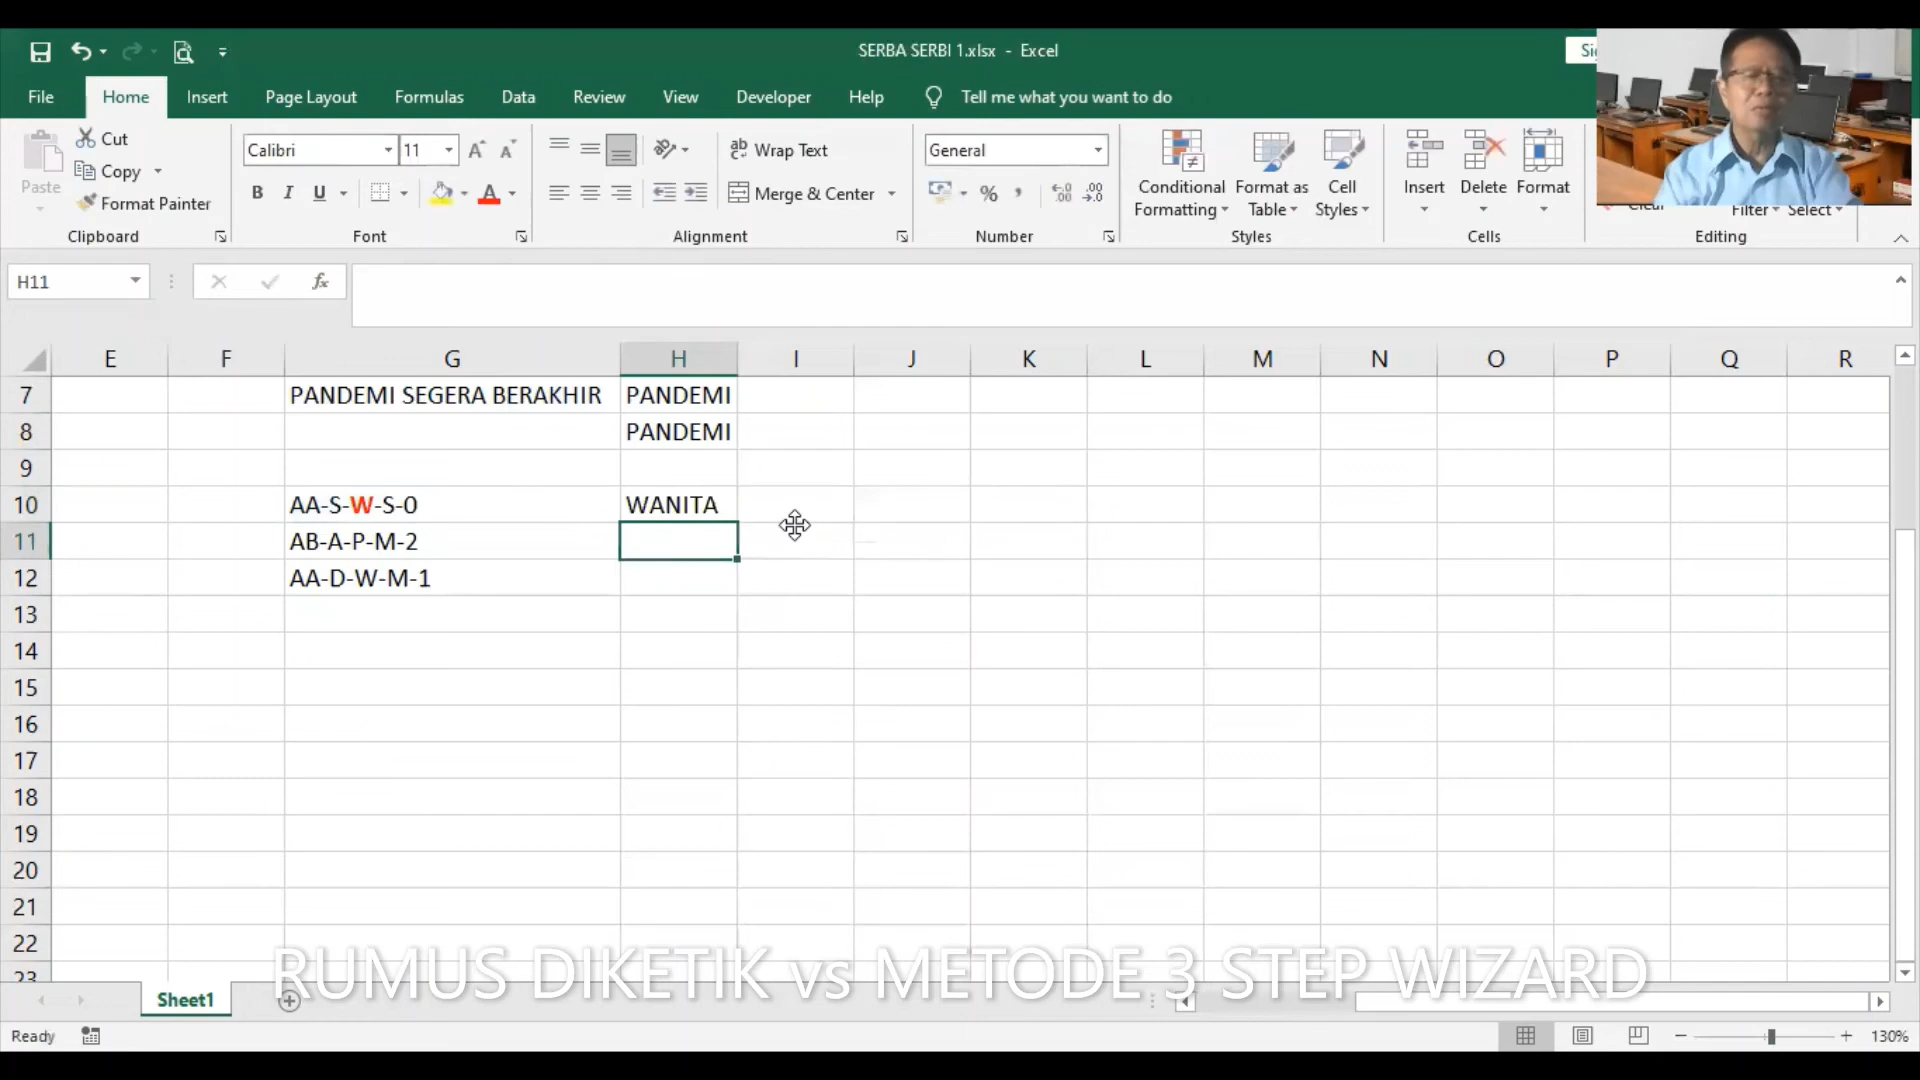 SERBA SERBI 1.xlsx - Excel
File Home Insert Page Layout Formulas Data Review View Developer Help Tell me what you want to do
Cut
Copy
Paste
Format Painter
Clipboard
Calibri 11
B I U
Font
Wrap Text
Merge & Center
Alignment
General
Number
Conditional Formatting
Format as Table
Cell Styles
Styles
Insert Delete Format
Cells
Clear
Filter Select
Editing
H11
fx
E F G H I J K L M N O P Q R
7 PANDEMI SEGERA BERAKHIR PANDEMI
8 PANDEMI
9
10 AA-S-W-S-0 WANITA
11 AB-A-P-M-2
12 AA-D-W-M-1
13
14
15
16
17
18
19
20
21
22
23
RUMUS DIKETIK vs METODE 3 STEP WIZARD
Sheet1
Ready
130%